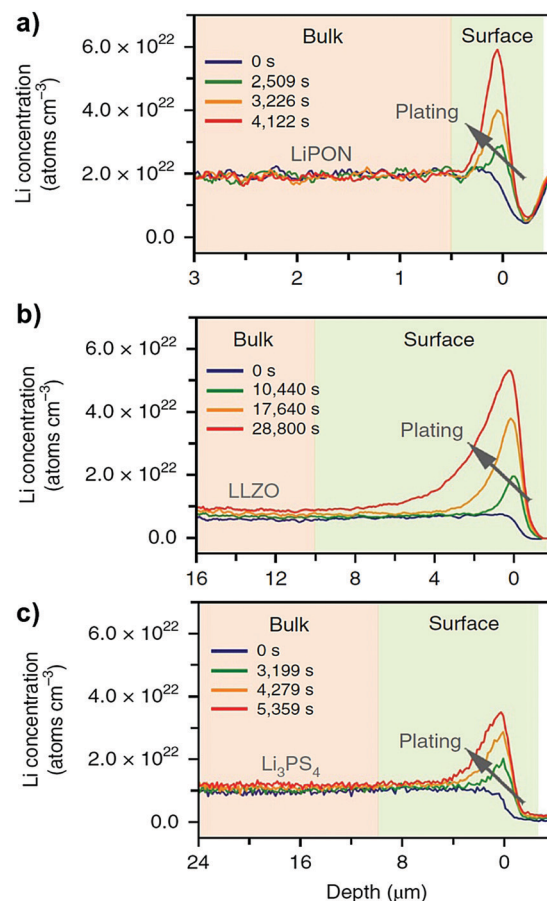 a)
Li concentration
(atoms cm⁻³)
6.0 × 10²²
4.0 × 10²²
2.0 × 10²²
0.0
Bulk
Surface
0 s
2,509 s
3,226 s
4,122 s
Plating
LiPON
3 2 1 0
b)
Li concentration
(atoms cm⁻³)
6.0 × 10²²
4.0 × 10²²
2.0 × 10²²
0.0
Bulk
Surface
0 s
10,440 s
17,640 s
28,800 s
Plating
LLZO
16 12 8 4 0
c)
Li concentration
(atoms cm⁻³)
6.0 × 10²²
4.0 × 10²²
2.0 × 10²²
0.0
Bulk
Surface
0 s
3,199 s
4,279 s
5,359 s
Plating
Li₃PS₄
24 16 8 0
Depth (μm)